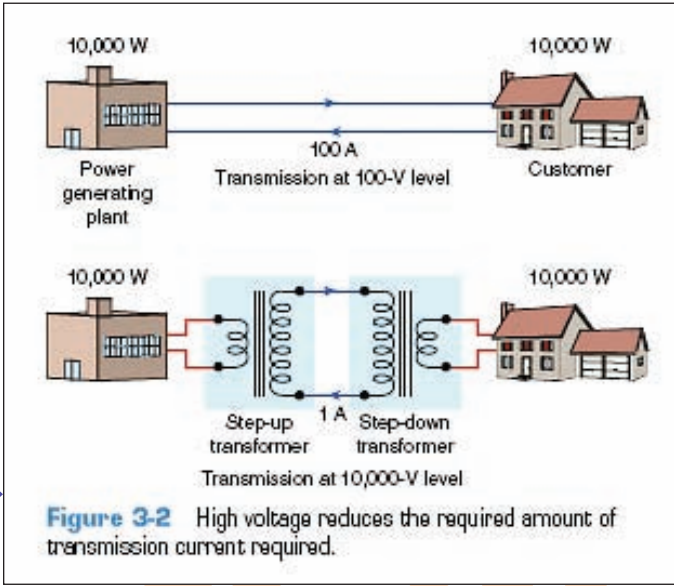 10,000 W
10,000 W
100 A
Transmission at 100-V level
Power
generating
plant
Customer
10,000 W
10,000 W
1 A
Step-up
transformer
Step-down
transformer
Transmission at 10,000-V level
Figure 3-2 High voltage reduces the required amount of
transmission current required.